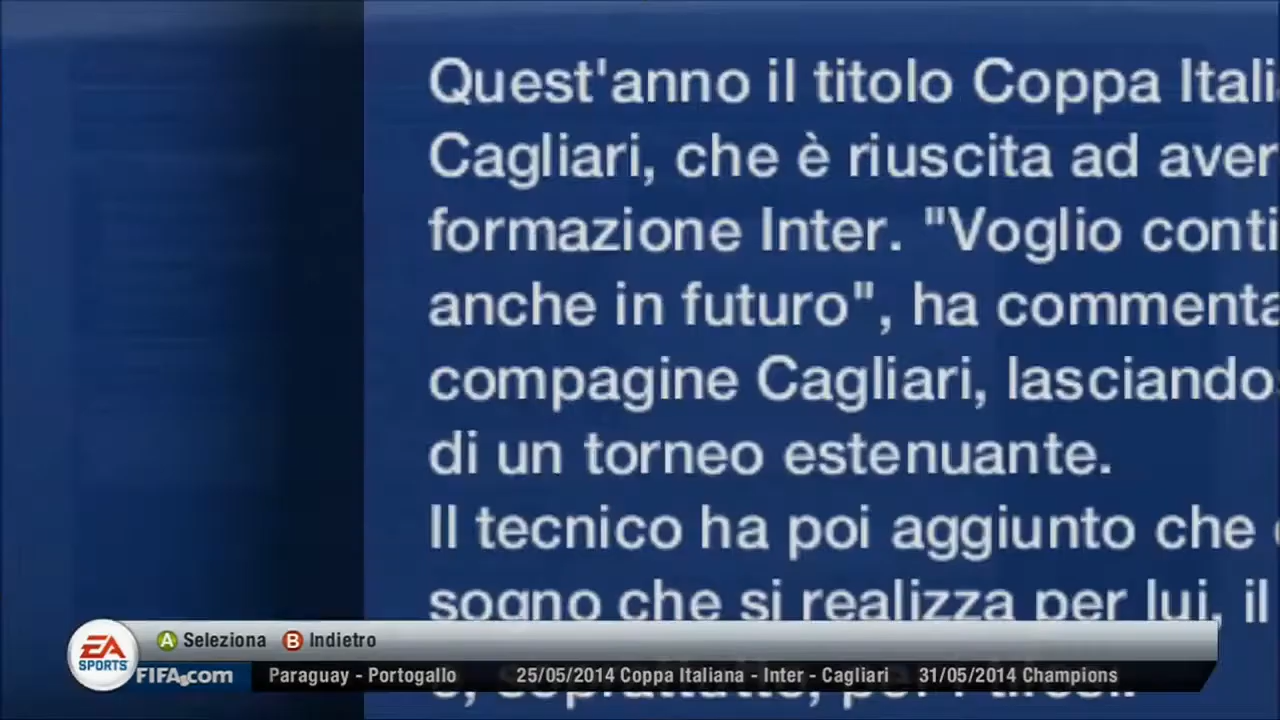 Quest'anno il titolo Coppa Itali
Cagliari, che è riuscita ad aver
formazione Inter. "Voglio conti
anche in futuro", ha commenta
compagine Cagliari, lasciando
di un torneo estenuante.
Il tecnico ha poi aggiunto che
sogno che si realizza per lui, il
e, soprattutto, per i tifosi.
A Seleziona B Indietro
EA SPORTS
FIFA.com Paraguay - Portogallo 25/05/2014 Coppa Italiana - Inter - Cagliari 31/05/2014 Champions